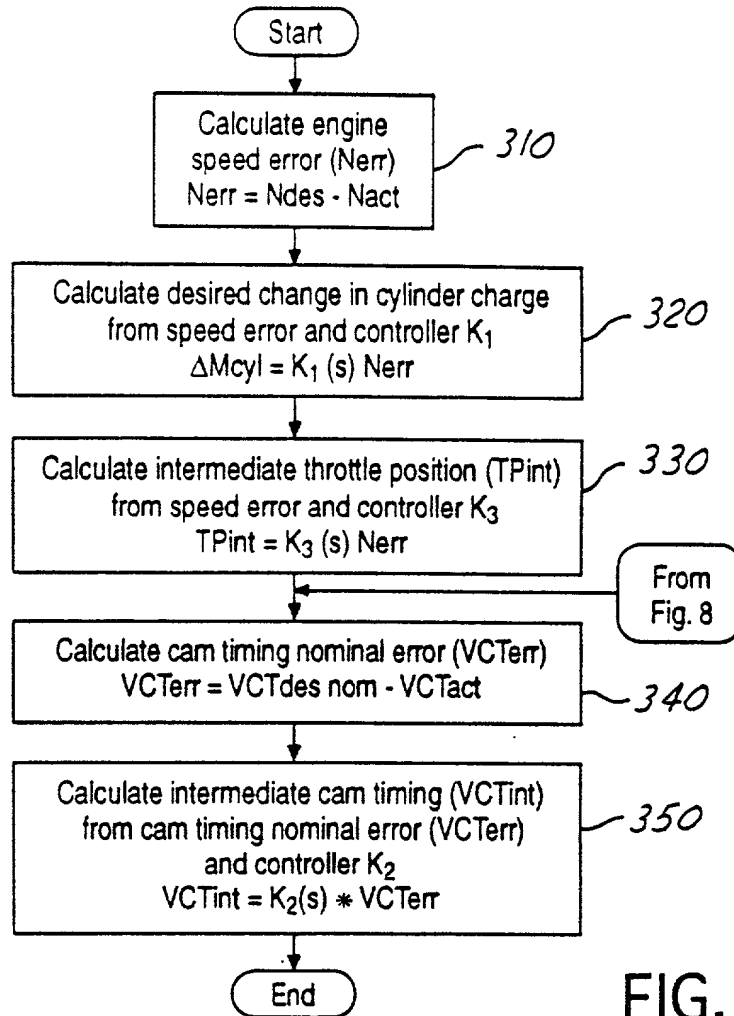 Start
Calculate engine
speed error (Nerr)
Nerr = Ndes - Nact
310
Calculate desired change in cylinder charge
from speed error and controller K₁
ΔMcyl = K₁ (s) Nerr
320
Calculate intermediate throttle position (TPint)
from speed error and controller K₃
TPint = K₃ (s) Nerr
330
From
Fig. 8
Calculate cam timing nominal error (VCTerr)
VCTerr = VCTdes nom - VCTact
340
Calculate intermediate cam timing (VCTint)
from cam timing nominal error (VCTerr)
and controller K₂
VCTint = K₂(s) * VCTerr
350
End
FIG.